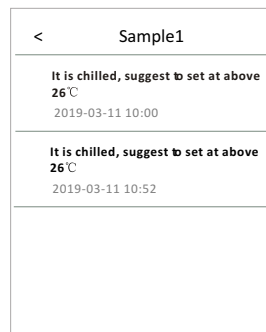 < Sample1
It is chilled, suggest to set at above
26℃
2019-03-11 10:00
It is chilled, suggest to set at above
26℃
2019-03-11 10:52